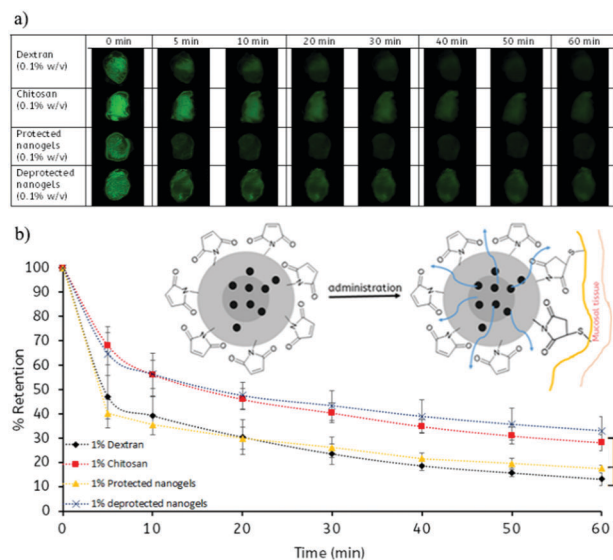 a)
0 min 5 min 10 min 20 min 30 min 40 min 50 min 60 min
Dextran
(0.1% w/v)
Chitosan
(0.1% w/v)
Protected
nanogels
(0.1% w/v)
Deprotected
nanogels
(0.1% w/v)
b)
administration
Mucosal tissue
% Retention
100
90
80
70
60
50
40
30
20
10
0
1% Dextran
1% Chitosan
1% Protected nanogels
1% deprotected nanogels
0 10 20 30 40 50 60
Time (min)